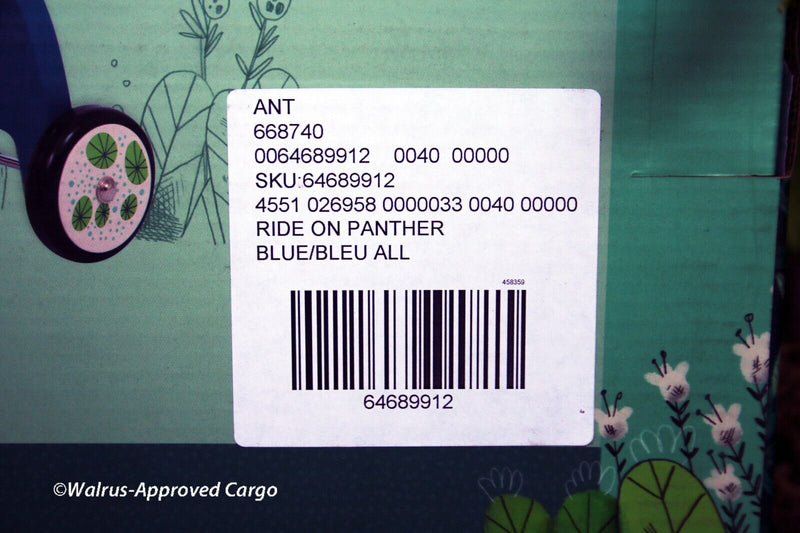 ANT
668740
0064689912 0040 00000
SKU:64689912
4551 026958 0000033 0040 00000
RIDE ON PANTHER
BLUE/BLEU ALL
458359
64689912
©Walrus-Approved Cargo